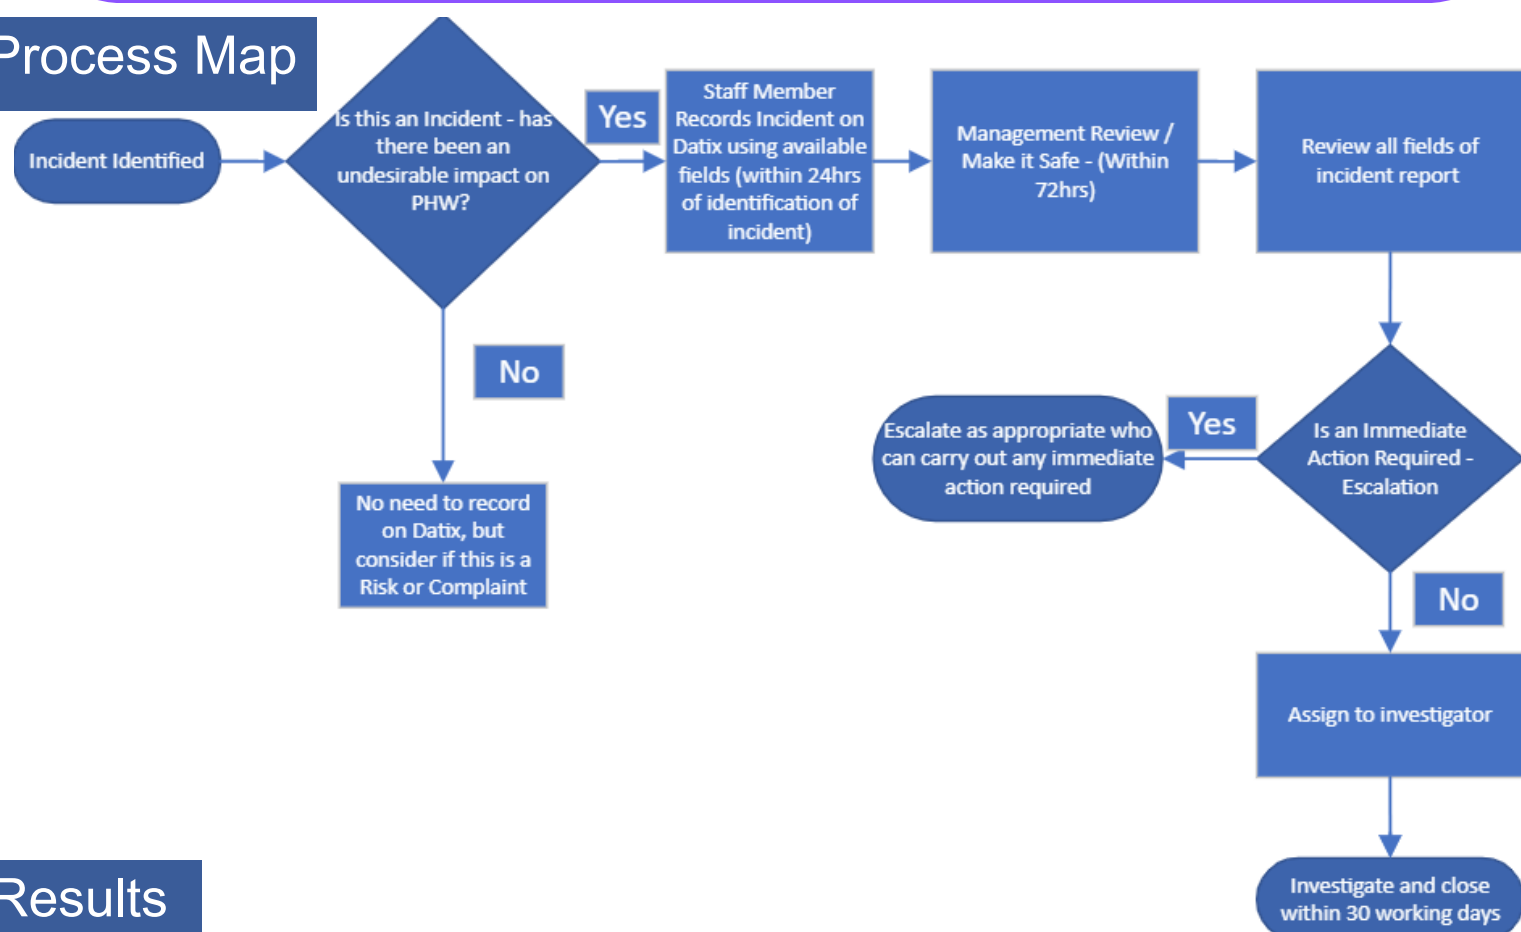 Process Map
Incident Identified
Is this an Incident - has
there been an
undesirable impact on
PHW?
Yes
Staff Member
Records Incident on
Datix using available
fields (within 24hrs
of identification of
incident)
Management Review /
Make it Safe - (Within
72hrs)
Review all fields of
incident report
No
No need to record
on Datix, but
consider if this is a
Risk or Complaint
Is an Immediate
Action Required -
Escalation
Yes
Escalate as appropriate who
can carry out any immediate
action required
No
Assign to investigator
Investigate and close
within 30 working days
Results